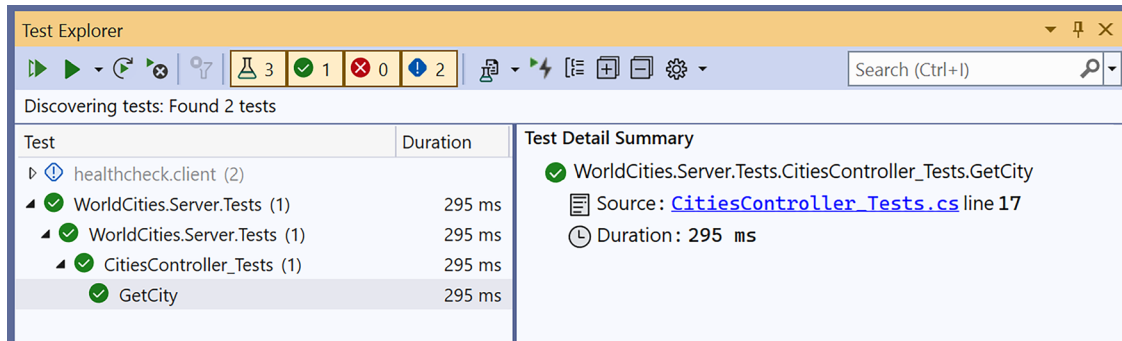 Test Explorer
3 1 0 2 Search (Ctrl+I)
Discovering tests: Found 2 tests
Test Duration
healthcheck.client (2)
WorldCities.Server.Tests (1) 295 ms
WorldCities.Server.Tests (1) 295 ms
CitiesController_Tests (1) 295 ms
GetCity 295 ms
Test Detail Summary
WorldCities.Server.Tests.CitiesController_Tests.GetCity
Source: CitiesController_Tests.cs line 17
Duration: 295 ms